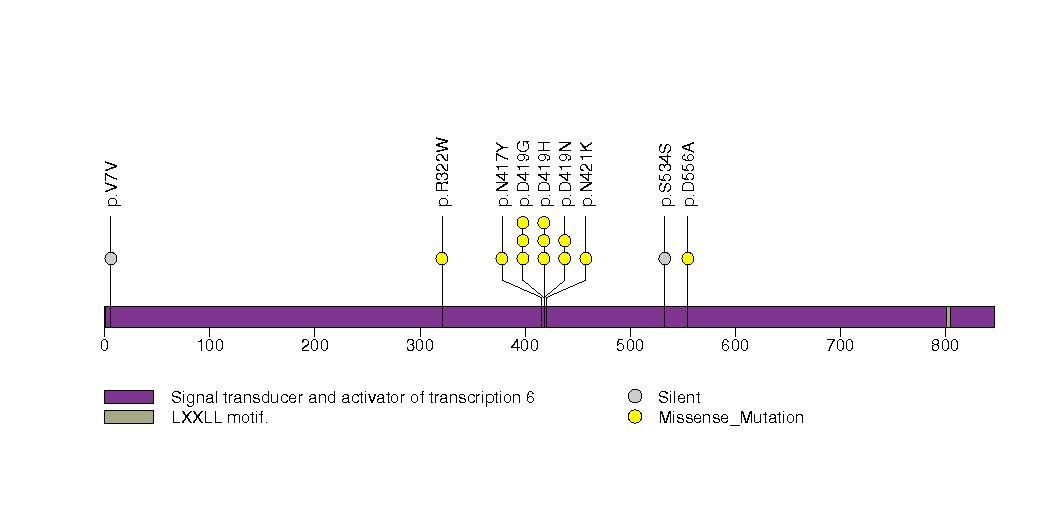 p.V7V
p.R322W
p.N417Y
p.D419G
p.D419H
p.D419N
p.N421K
p.S534S
p.D556A
0 100 200 300 400 500 600 700 800
Signal transducer and activator of transcription 6
LXXLL motif.
Silent
Missense_Mutation